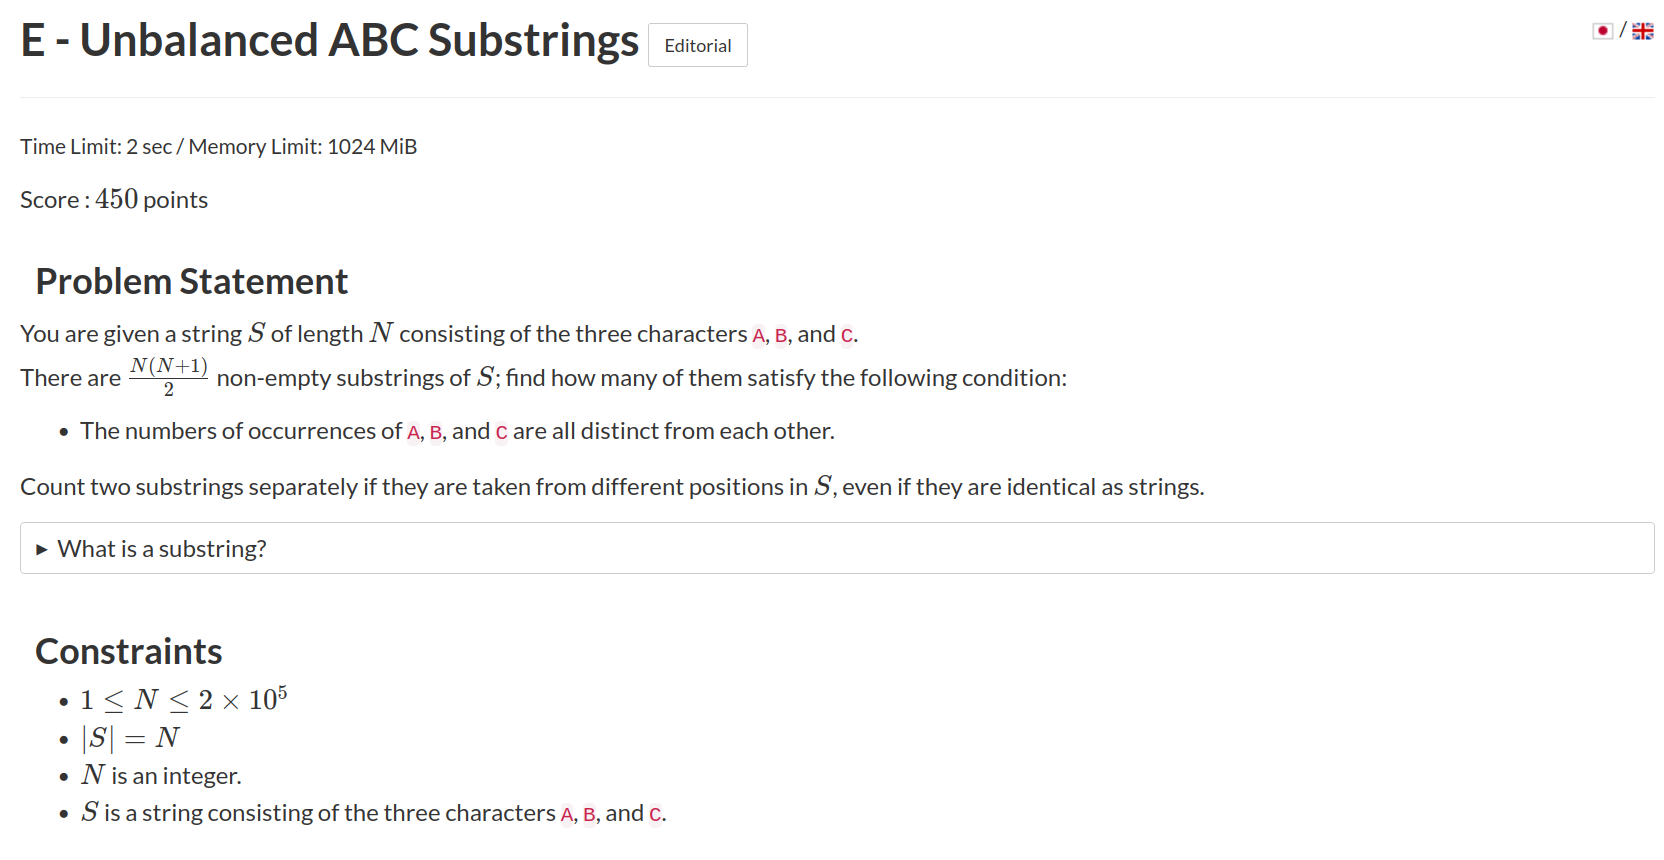 E - Unbalanced ABC Substrings Editorial /
Time Limit: 2 sec / Memory Limit: 1024 MiB
Score : 450 points
Problem Statement
You are given a string S of length N consisting of the three characters A, B, and C.
There are N(N+1)/2 non-empty substrings of S; find how many of them satisfy the following condition:
• The numbers of occurrences of A, B, and C are all distinct from each other.
Count two substrings separately if they are taken from different positions in S, even if they are identical as strings.
▸ What is a substring?
Constraints
• 1 ≤ N ≤ 2 × 10⁵
• |S| = N
• N is an integer.
• S is a string consisting of the three characters A, B, and C.